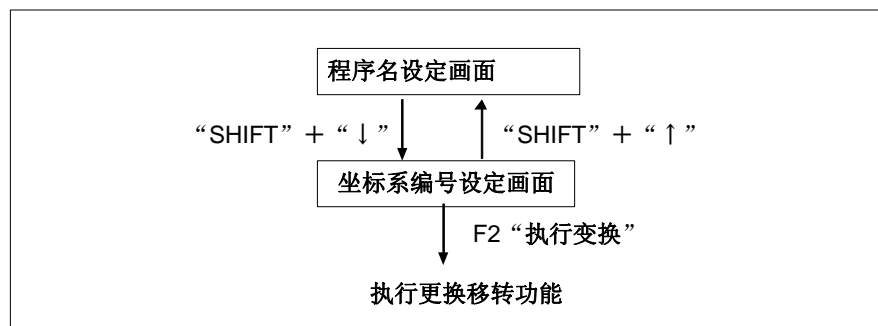 程序名设定画面
“SHIFT”＋“↓” “SHIFT”＋“↑”
坐标系编号设定画面
F2“执行变换”
执行更换移转功能